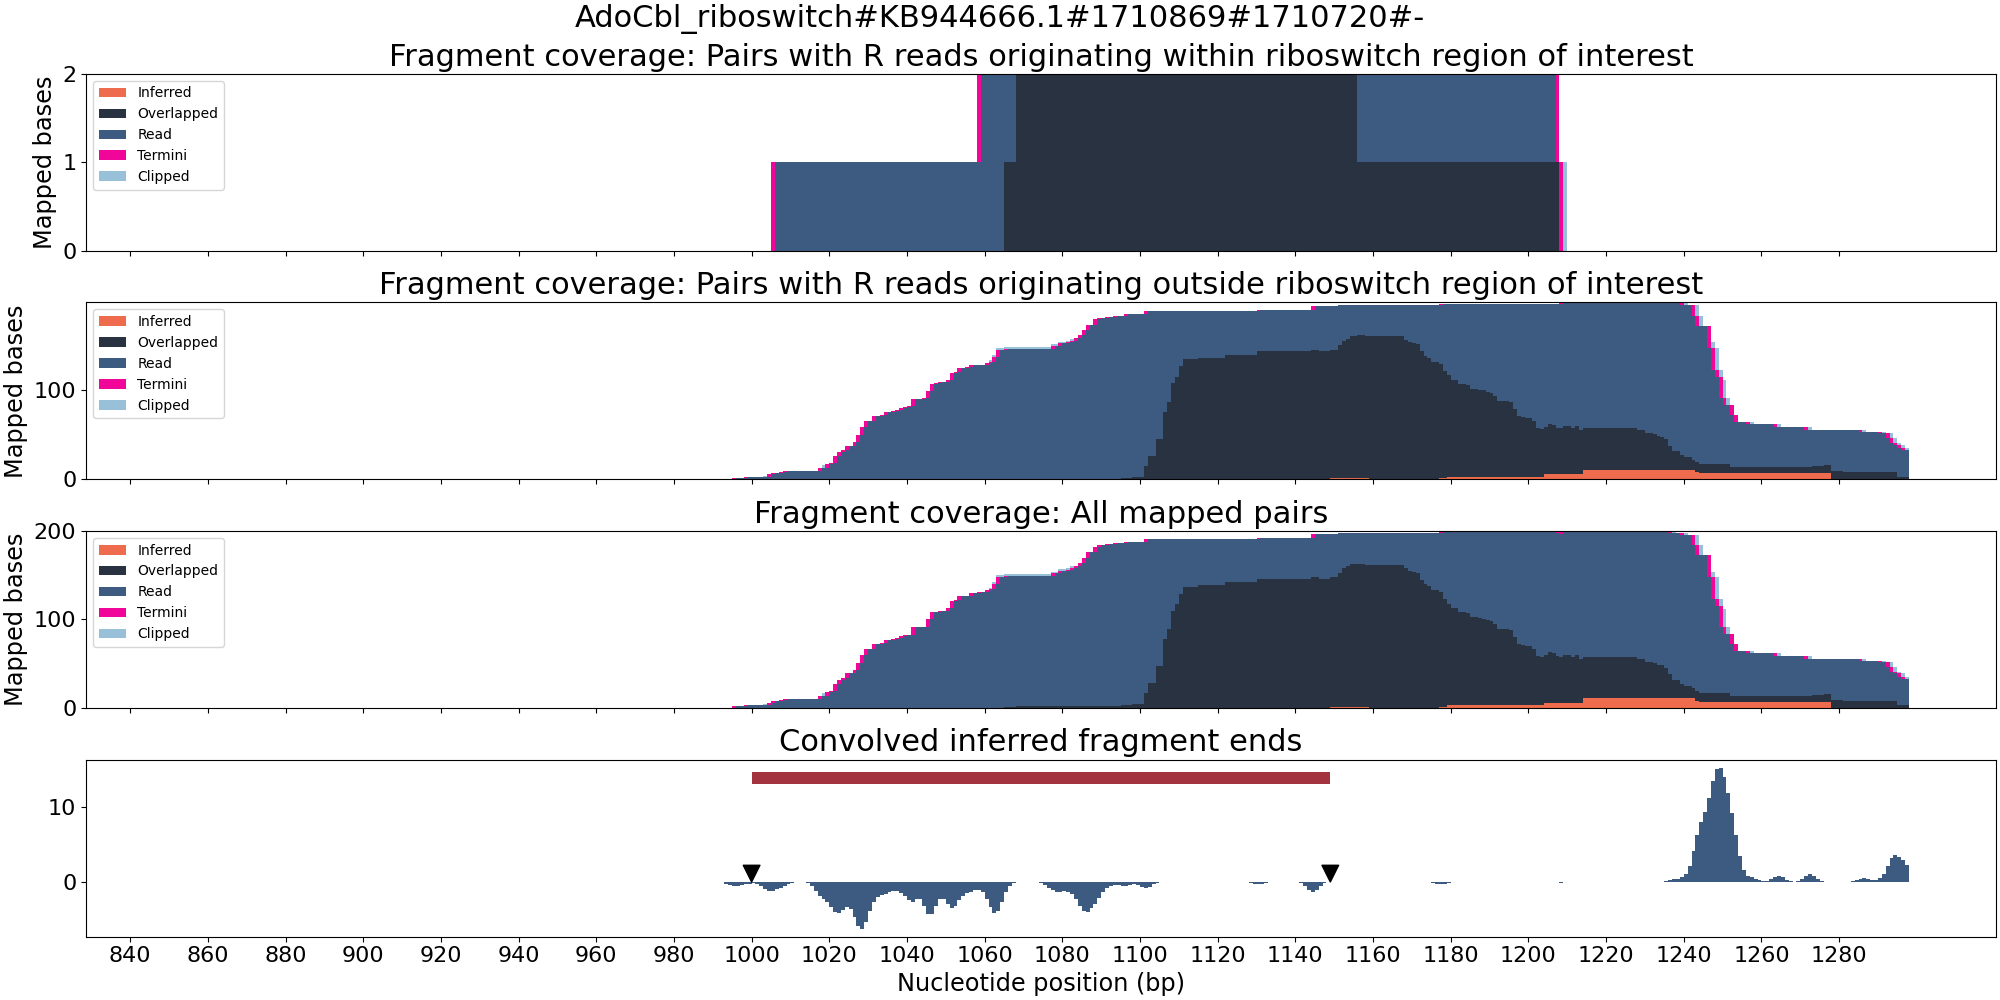 AdoCbl_riboswitch#KB944666.1#1710869#1710720#-
Fragment coverage: Pairs with R reads originating within riboswitch region of interest
Mapped bases
2
1
0
Inferred
Overlapped
Read
Termini
Clipped
Fragment coverage: Pairs with R reads originating outside riboswitch region of interest
Mapped bases
100
0
Inferred
Overlapped
Read
Termini
Clipped
Fragment coverage: All mapped pairs
Mapped bases
200
100
0
Inferred
Overlapped
Read
Termini
Clipped
Convolved inferred fragment ends
10
0
840 860 880 900 920 940 960 980 1000 1020 1040 1060 1080 1100 1120 1140 1160 1180 1200 1220 1240 1260 1280
Nucleotide position (bp)